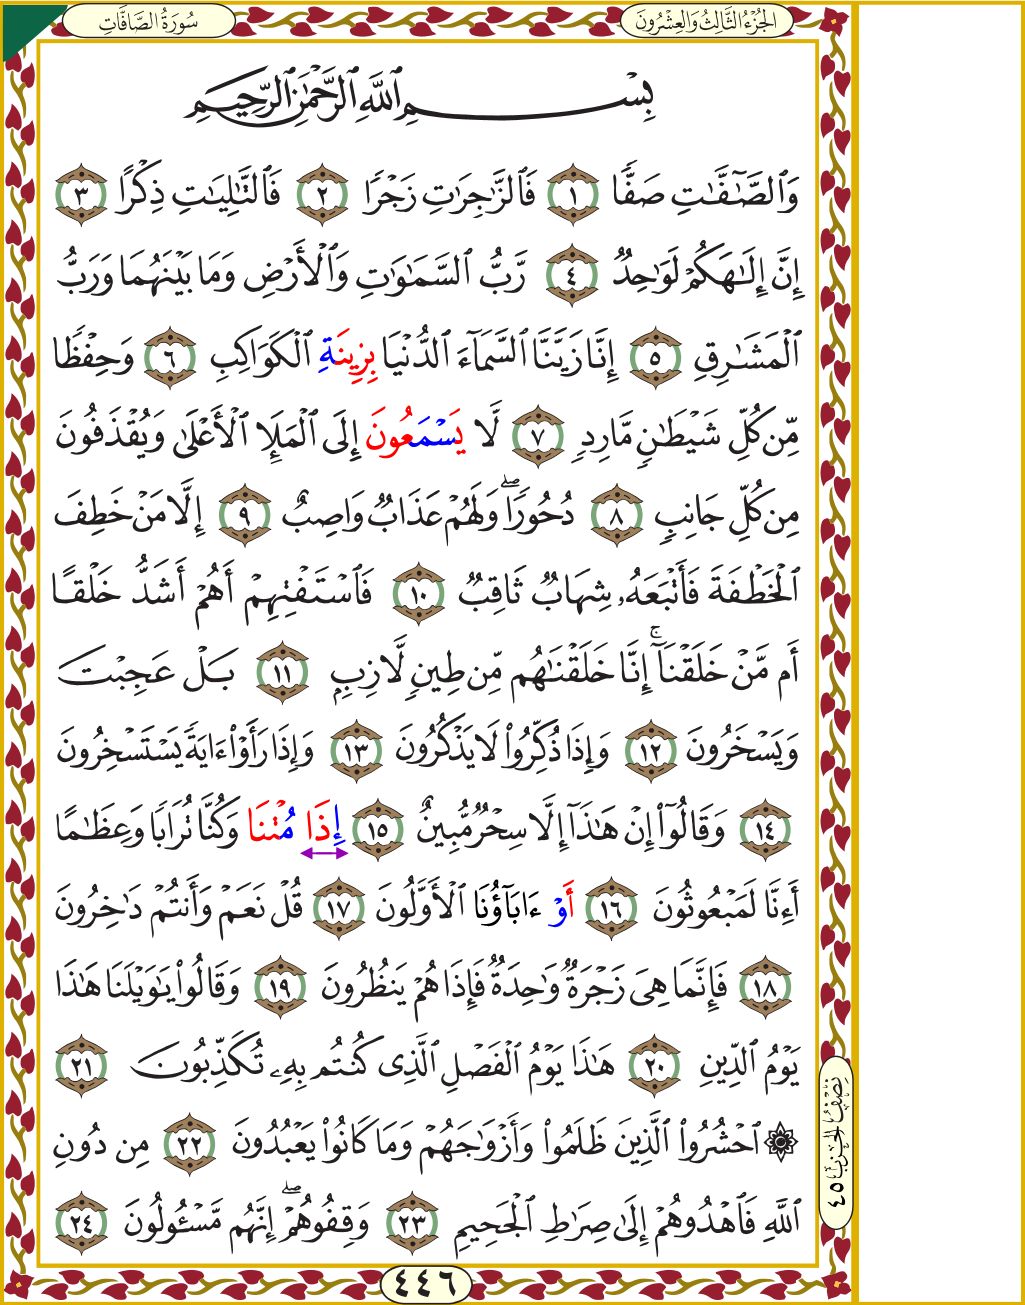 سُورَةُ الصَّافَّاتِ
الجُزْءُ الثَّالِثُ وَالعِشْرُونَ
بِسْمِ ٱللَّهِ ٱلرَّحْمَٰنِ ٱلرَّحِيمِ
وَٱلصَّٰٓفَّٰتِ صَفًّا ١ فَٱلزَّٰجِرَٰتِ زَجْرًا ٢ فَٱلتَّٰلِيَٰتِ ذِكْرًا ٣
إِنَّ إِلَٰهَكُمْ لَوَٰحِدٌ ٤ رَّبُّ ٱلسَّمَٰوَٰتِ وَٱلْأَرْضِ وَمَا بَيْنَهُمَا وَرَبُّ
ٱلْمَشَٰرِقِ ٥ إِنَّا زَيَّنَّا ٱلسَّمَآءَ ٱلدُّنْيَا بِزِينَةِ ٱلْكَوَاكِبِ ٦ وَحِفْظًا
مِّن كُلِّ شَيْطَٰنٍ مَّارِدٍ ٧ لَّا يَسْمَعُونَ إِلَى ٱلْمَلَإِ ٱلْأَعْلَىٰ وَيُقْذَفُونَ
مِن كُلِّ جَانِبٍ ٨ دُحُورًاۖ وَلَهُمْ عَذَابٌ وَاصِبٌ ٩ إِلَّا مَنْ خَطِفَ
ٱلْخَطْفَةَ فَأَتْبَعَهُۥ شِهَابٌ ثَاقِبٌ ١٠ فَٱسْتَفْتِهِمْ أَهُمْ أَشَدُّ خَلْقًا
أَم مَّنْ خَلَقْنَآۚ إِنَّا خَلَقْنَٰهُم مِّن طِينٍ لَّازِبٍۭ ١١ بَلْ عَجِبْتَ
وَيَسْخَرُونَ ١٢ وَإِذَا ذُكِّرُوا۟ لَا يَذْكُرُونَ ١٣ وَإِذَا رَأَوْا۟ ءَايَةً يَسْتَسْخِرُونَ
١٤ وَقَالُوٓا۟ إِنْ هَٰذَآ إِلَّا سِحْرٌ مُّبِينٌ ١٥ إِذَا مُتْنَا وَكُنَّا تُرَابًا وَعِظَٰمًا
أَءِنَّا لَمَبْعُوثُونَ ١٦ أَوْ ءَابَآؤُنَا ٱلْأَوَّلُونَ ١٧ قُلْ نَعَمْ وَأَنتُمْ دَٰخِرُونَ
١٨ فَإِنَّمَا هِىَ زَجْرَةٌ وَٰحِدَةٌ فَإِذَا هُمْ يَنظُرُونَ ١٩ وَقَالُوا۟ يَٰوَيْلَنَا هَٰذَا
يَوْمُ ٱلدِّينِ ٢٠ هَٰذَا يَوْمُ ٱلْفَصْلِ ٱلَّذِى كُنتُم بِهِۦ تُكَذِّبُونَ ٢١
۞ ٱحْشُرُوا۟ ٱلَّذِينَ ظَلَمُوا۟ وَأَزْوَٰجَهُمْ وَمَا كَانُوا۟ يَعْبُدُونَ ٢٢ مِن دُونِ
ٱللَّهِ فَٱهْدُوهُمْ إِلَىٰ صِرَٰطِ ٱلْجَحِيمِ ٢٣ وَقِفُوهُمْۖ إِنَّهُم مَّسْـُٔولُونَ ٢٤
نِصْفُ الحِزْبِ ٤٥
٤٤٦